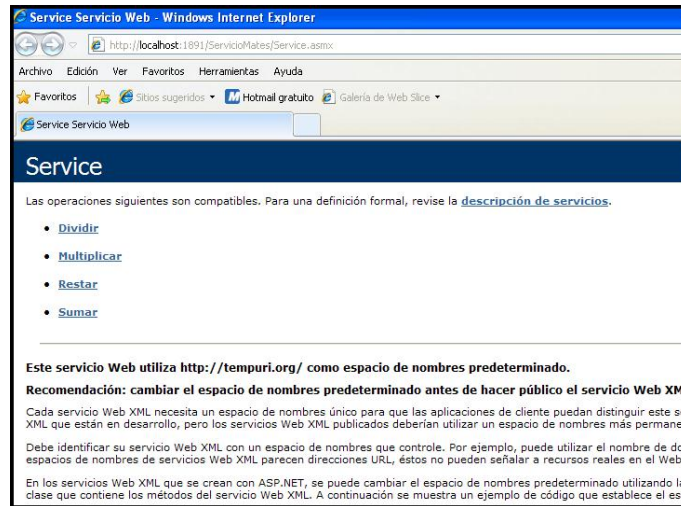 Service Servicio Web - Windows Internet Explorer
http://localhost:1891/ServicioMates/Service.asmx
Archivo Edición Ver Favoritos Herramientas Ayuda
Favoritos Sitios sugeridos Hotmail gratuito Galería de Web Slice
Service Servicio Web
Service
Las operaciones siguientes son compatibles. Para una definición formal, revise la descripción de servicios.
Dividir
Multiplicar
Restar
Sumar
Este servicio Web utiliza http://tempuri.org/ como espacio de nombres predeterminado.
Recomendación: cambiar el espacio de nombres predeterminado antes de hacer público el servicio Web XM
Cada servicio Web XML necesita un espacio de nombres único para que las aplicaciones de cliente puedan distinguir este s
XML que están en desarrollo, pero los servicios Web XML publicados deberían utilizar un espacio de nombres más permane
Debe identificar su servicio Web XML con un espacio de nombres que controle. Por ejemplo, puede utilizar el nombre de do
espacios de nombres de servicios Web XML parecen direcciones URL, éstos no pueden señalar a recursos reales en el Web
En los servicios Web XML que se crean con ASP.NET, se puede cambiar el espacio de nombres predeterminado utilizando la
clase que contiene los métodos del servicio Web XML. A continuación se muestra un ejemplo de código que establece el es